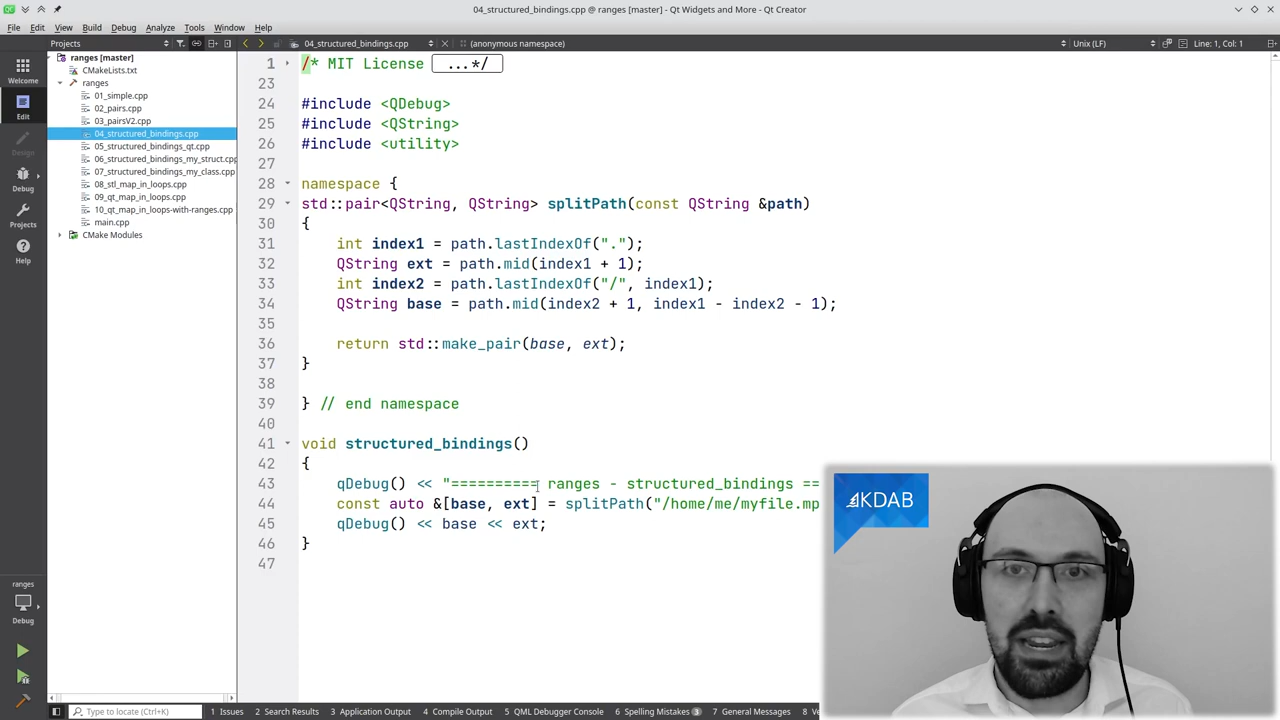 04_structured_bindings.cpp @ ranges [master] - Qt Widgets and More - Qt Creator
File Edit View Build Debug Analyze Tools Window Help
Projects
04_structured_bindings.cpp
(anonymous namespace)
Unix (LF)
Line: 1, Col: 1
Welcome
Edit
Design
Debug
Projects
Help
ranges
Debug
ranges [master]
CMakeLists.txt
ranges
01_simple.cpp
02_pairs.cpp
03_pairsV2.cpp
04_structured_bindings.cpp
05_structured_bindings_qt.cpp
06_structured_bindings_my_struct.cpp
07_structured_bindings_my_class.cpp
08_stl_map_in_loops.cpp
09_qt_map_in_loops.cpp
10_qt_map_in_loops-with-ranges.cpp
main.cpp
CMake Modules
1 /* MIT License ...*/
23
24 #include <QDebug>
25 #include <QString>
26 #include <utility>
27
28 namespace {
29 std::pair<QString, QString> splitPath(const QString &path)
30 {
31 int index1 = path.lastIndexOf(".");
32 QString ext = path.mid(index1 + 1);
33 int index2 = path.lastIndexOf("/", index1);
34 QString base = path.mid(index2 + 1, index1 - index2 - 1);
35
36 return std::make_pair(base, ext);
37 }
38
39 } // end namespace
40
41 void structured_bindings()
42 {
43 qDebug() << "========== ranges - structured_bindings ==
44 const auto &[base, ext] = splitPath("/home/me/myfile.mp
45 qDebug() << base << ext;
46 }
47
KDAB
Type to locate (Ctrl+K)
1 Issues 2 Search Results 3 Application Output 4 Compile Output 5 QML Debugger Console 6 Spelling Mistakes 3 7 General Messages 8